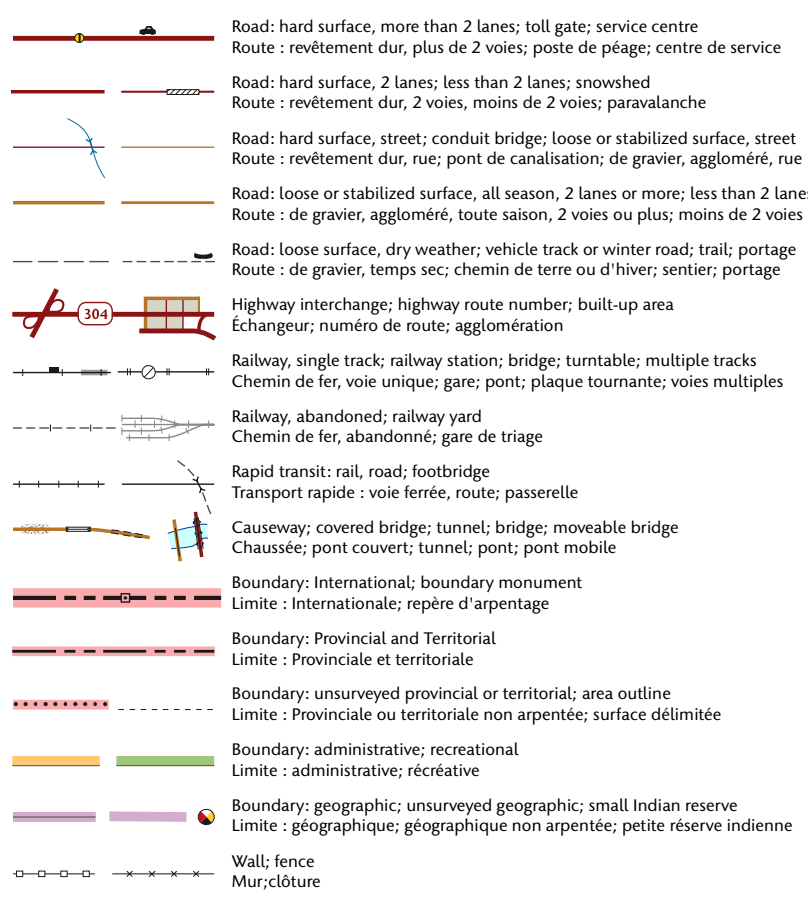 Road: hard surface, more than 2 lanes; toll gate; service centre
Route : revêtement dur, plus de 2 voies; poste de péage; centre de service
Road: hard surface, 2 lanes; less than 2 lanes; snowshed
Route : revêtement dur, 2 voies, moins de 2 voies; paravalanche
Road: hard surface, street; conduit bridge; loose or stabilized surface, street
Route : revêtement dur, rue; pont de canalisation; de gravier, aggloméré, rue
Road: loose or stabilized surface, all season, 2 lanes or more; less than 2 lanes
Route : de gravier, aggloméré, toute saison, 2 voies ou plus; moins de 2 voies
Road: loose surface, dry weather; vehicle track or winter road; trail; portage
Route : de gravier, temps sec; chemin de terre ou d'hiver; sentier; portage
304
Highway interchange; highway route number; built-up area
Échangeur; numéro de route; agglomération
Railway, single track; railway station; bridge; turntable; multiple tracks
Chemin de fer, voie unique; gare; pont; plaque tournante; voies multiples
Railway, abandoned; railway yard
Chemin de fer, abandonné; gare de triage
Rapid transit: rail, road; footbridge
Transport rapide : voie ferrée, route; passerelle
Causeway; covered bridge; tunnel; bridge; moveable bridge
Chaussée; pont couvert; tunnel; pont; pont mobile
Boundary: International; boundary monument
Limite : Internationale; repère d'arpentage
Boundary: Provincial and Territorial
Limite : Provinciale et territoriale
Boundary: unsurveyed provincial or territorial; area outline
Limite : Provinciale ou territoriale non arpentée; surface délimitée
Boundary: administrative; recreational
Limite : administrative; récréative
Boundary: geographic; unsurveyed geographic; small Indian reserve
Limite : géographique; géographique non arpentée; petite réserve indienne
Wall; fence
Mur;clôture